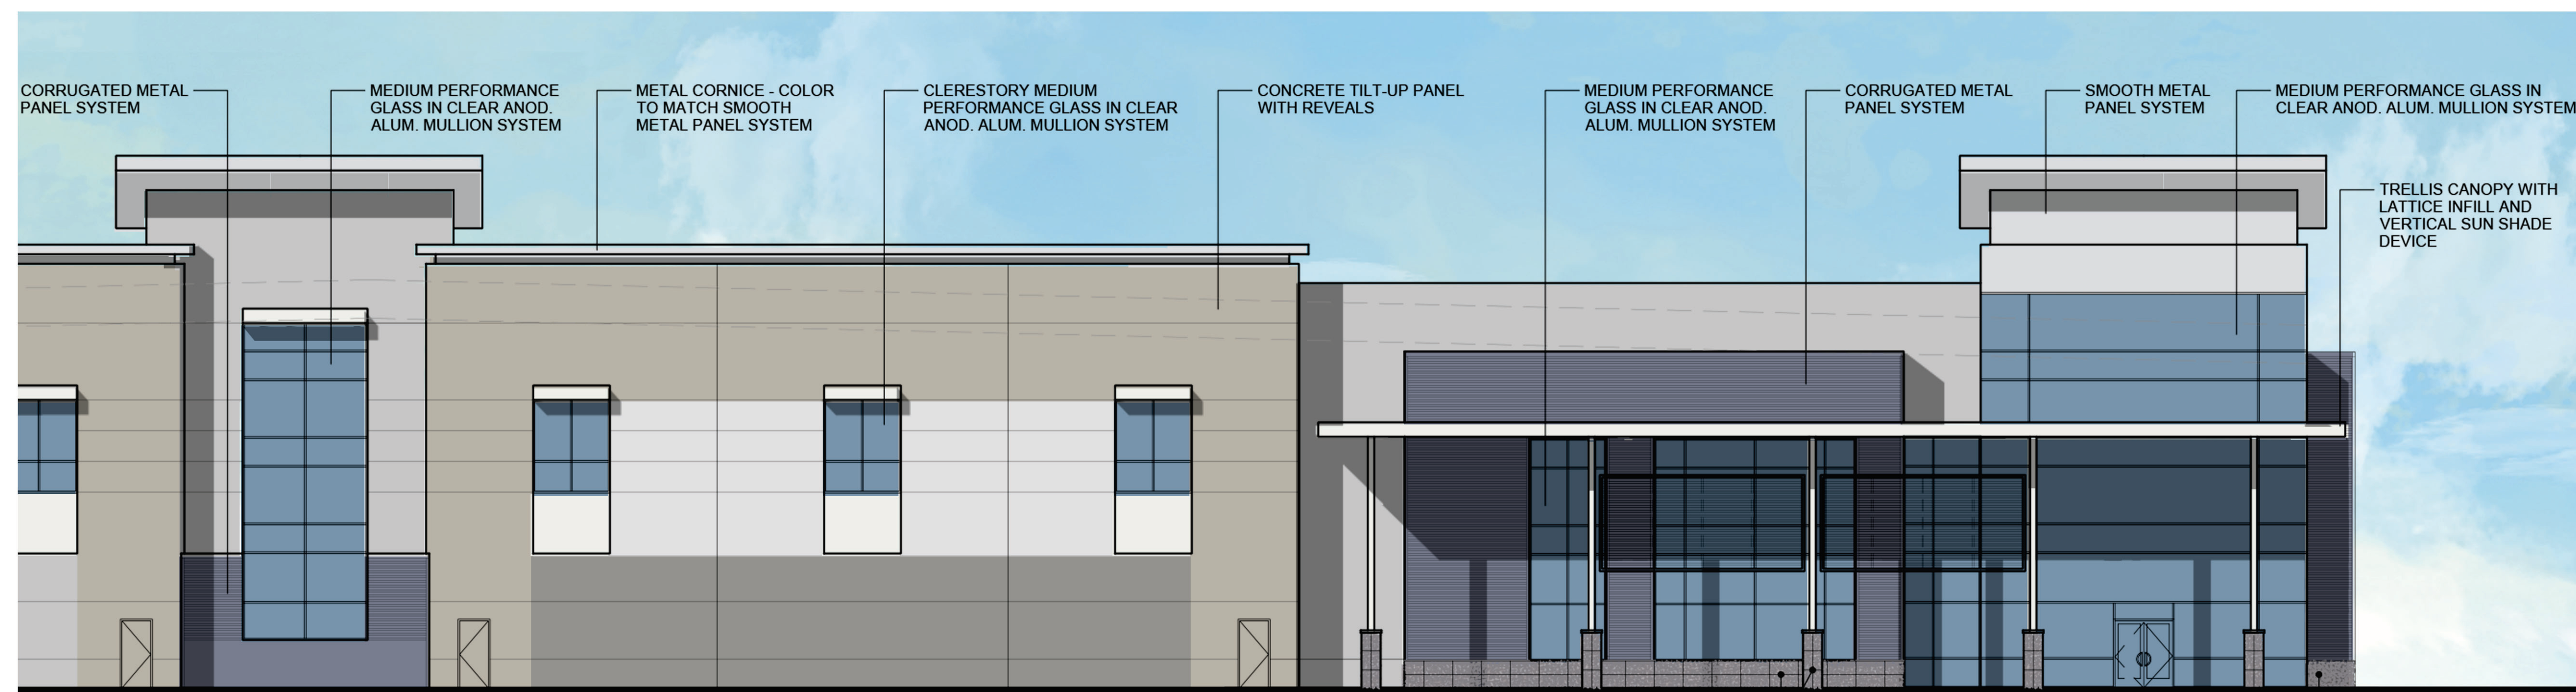 CORRUGATED METAL
PANEL SYSTEM
MEDIUM PERFORMANCE
GLASS IN CLEAR ANOD.
ALUM. MULLION SYSTEM
METAL CORNICE - COLOR
TO MATCH SMOOTH
METAL PANEL SYSTEM
CLERESTORY MEDIUM
PERFORMANCE GLASS IN CLEAR
ANOD. ALUM. MULLION SYSTEM
CONCRETE TILT-UP PANEL
WITH REVEALS
MEDIUM PERFORMANCE
GLASS IN CLEAR ANOD.
ALUM. MULLION SYSTEM
CORRUGATED METAL
PANEL SYSTEM
SMOOTH METAL
PANEL SYSTEM
MEDIUM PERFORMANCE GLASS IN
CLEAR ANOD. ALUM. MULLION SYSTEM
TRELLIS CANOPY WITH
LATTICE INFILL AND
VERTICAL SUN SHADE
DEVICE